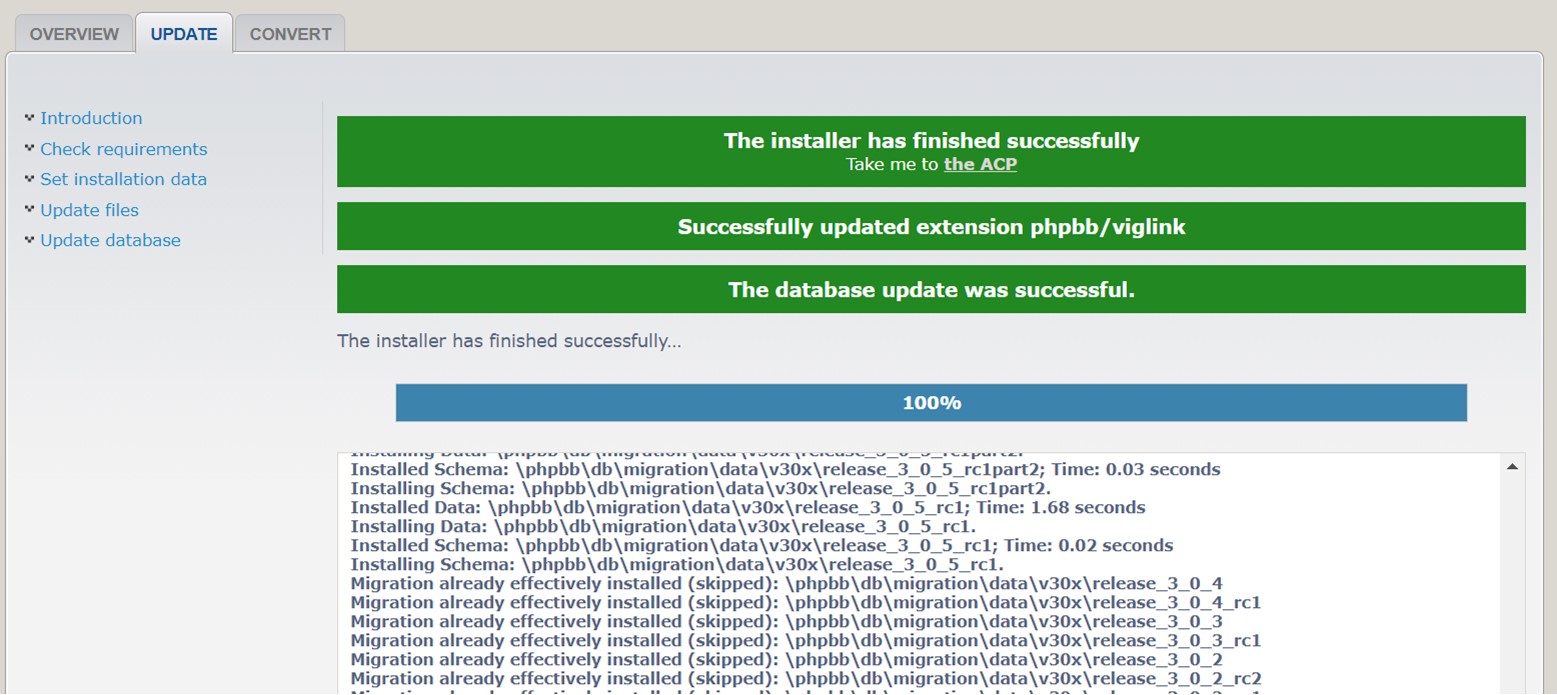 OVERVIEW
UPDATE
CONVERT
Introduction
Check requirements
Set installation data
Update files
Update database
The installer has finished successfully
Take me to the ACP
Successfully updated extension phpbb/viglink
The database update was successful.
The installer has finished successfully...
100%
Installing Data: \phpbb\db\migration\data\v30x\release_3_0_5_rc1part2.
Installed Schema: \phpbb\db\migration\data\v30x\release_3_0_5_rc1part2; Time: 0.03 seconds
Installing Schema: \phpbb\db\migration\data\v30x\release_3_0_5_rc1part2.
Installed Data: \phpbb\db\migration\data\v30x\release_3_0_5_rc1; Time: 1.68 seconds
Installing Data: \phpbb\db\migration\data\v30x\release_3_0_5_rc1.
Installed Schema: \phpbb\db\migration\data\v30x\release_3_0_5_rc1; Time: 0.02 seconds
Installing Schema: \phpbb\db\migration\data\v30x\release_3_0_5_rc1.
Migration already effectively installed (skipped): \phpbb\db\migration\data\v30x\release_3_0_4
Migration already effectively installed (skipped): \phpbb\db\migration\data\v30x\release_3_0_4_rc1
Migration already effectively installed (skipped): \phpbb\db\migration\data\v30x\release_3_0_3
Migration already effectively installed (skipped): \phpbb\db\migration\data\v30x\release_3_0_3_rc1
Migration already effectively installed (skipped): \phpbb\db\migration\data\v30x\release_3_0_2
Migration already effectively installed (skipped): \phpbb\db\migration\data\v30x\release_3_0_2_rc2